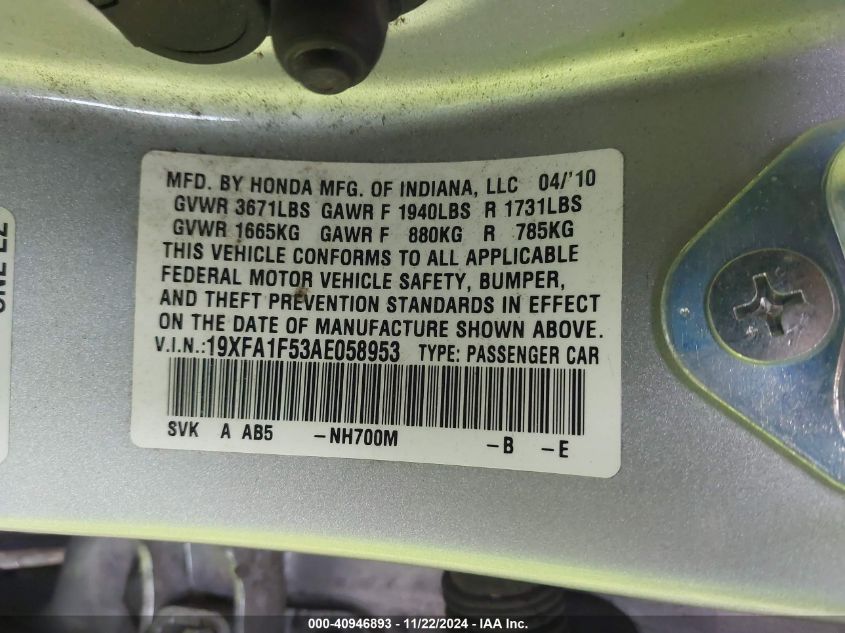 MFD. BY HONDA MFG. OF INDIANA, LLC 04/'10
GVWR 3671LBS GAWR F 1940LBS R 1731LBS
GVWR 1665KG GAWR F 880KG R 785KG
THIS VEHICLE CONFORMS TO ALL APPLICABLE
FEDERAL MOTOR VEHICLE SAFETY, BUMPER,
AND THEFT PREVENTION STANDARDS IN EFFECT
ON THE DATE OF MANUFACTURE SHOWN ABOVE.
V.I.N.:19XFA1F53AE058953 TYPE: PASSENGER CAR
SVK A AB5 -NH700M -B -E
000-40946893 - 11/22/2024 - IAA Inc.